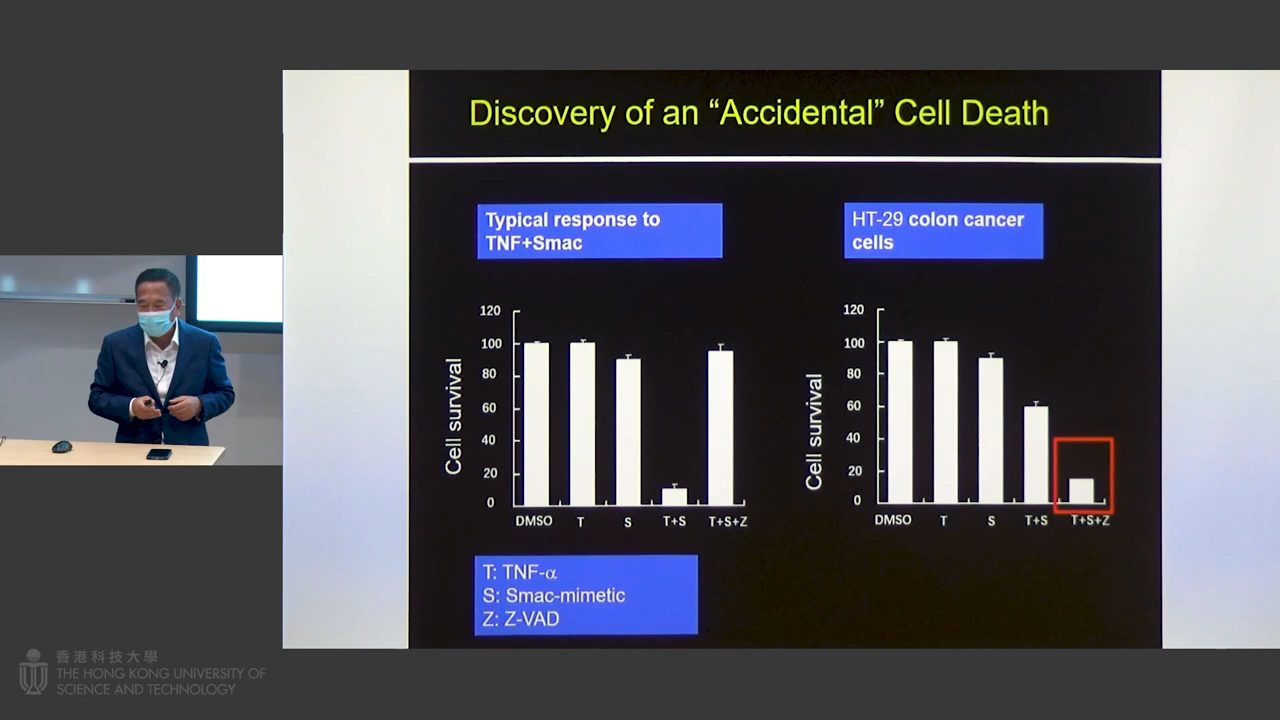 Discovery of an “Accidental” Cell Death
Typical response to
TNF+Smac
HT-29 colon cancer
cells
Cell survival
120
100
80
60
40
20
0
DMSO
T
S
T+S
T+S+Z
Cell survival
120
100
80
60
40
20
0
DMSO
T
S
T+S
T+S+Z
T: TNF-α
S: Smac-mimetic
Z: Z-VAD
香港科技大學
THE HONG KONG UNIVERSITY OF
SCIENCE AND TECHNOLOGY